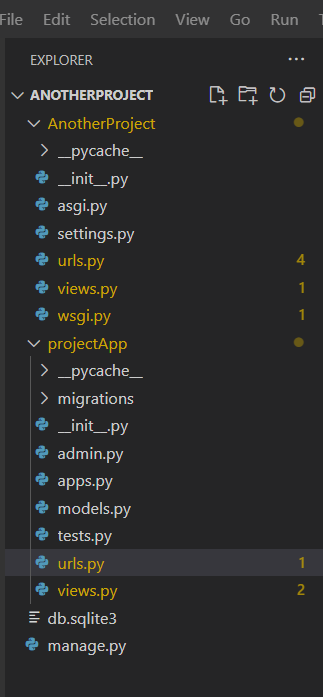 File Edit Selection View Go Run
EXPLORER ...
ANOTHERPROJECT
AnotherProject
__pycache__
__init__.py
asgi.py
settings.py
urls.py 4
views.py 1
wsgi.py 1
projectApp
__pycache__
migrations
__init__.py
admin.py
apps.py
models.py
tests.py
urls.py 1
views.py 2
db.sqlite3
manage.py